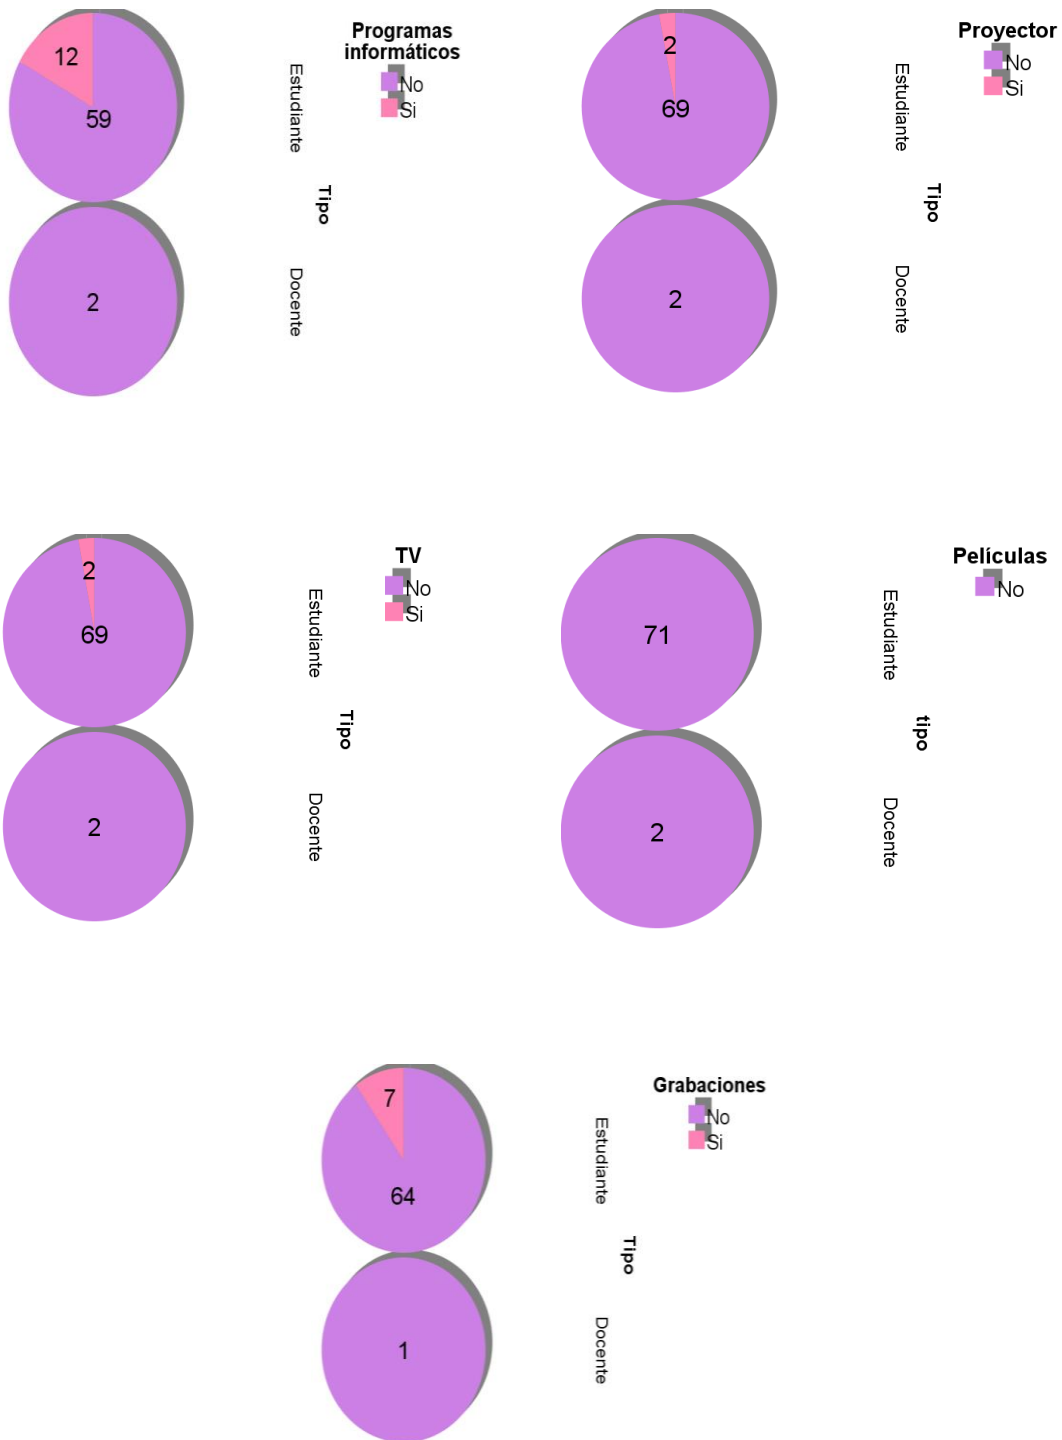 Programas
informáticos
No
Si
12
59
Estudiante
Tipo
2
Docente
Proyector
No
Si
2
69
Estudiante
Tipo
2
Docente
TV
No
Si
2
69
Estudiante
Tipo
2
Docente
Películas
No
71
Estudiante
tipo
2
Docente
Grabaciones
No
Si
7
64
Estudiante
Tipo
1
Docente